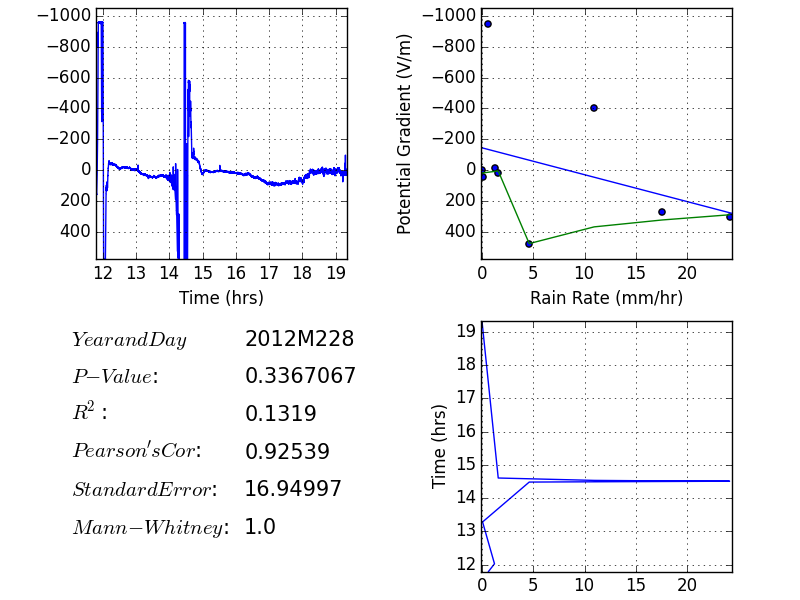 −1000
−800
−600
−400
−200
0
200
400
12 13 14 15 16 17 18 19
Time (hrs)
−1000
−800
−600
−400
−200
0
200
400
Potential Gradient (V/m)
0 5 10 15 20
Rain Rate (mm/hr)
YearandDay 2012M228
P−Value: 0.3367067
R²: 0.1319
Pearson'sCor: 0.92539
StandardError: 16.94997
Mann−Whitney: 1.0
19
18
17
16
15
14
13
12
Time (hrs)
0 5 10 15 20